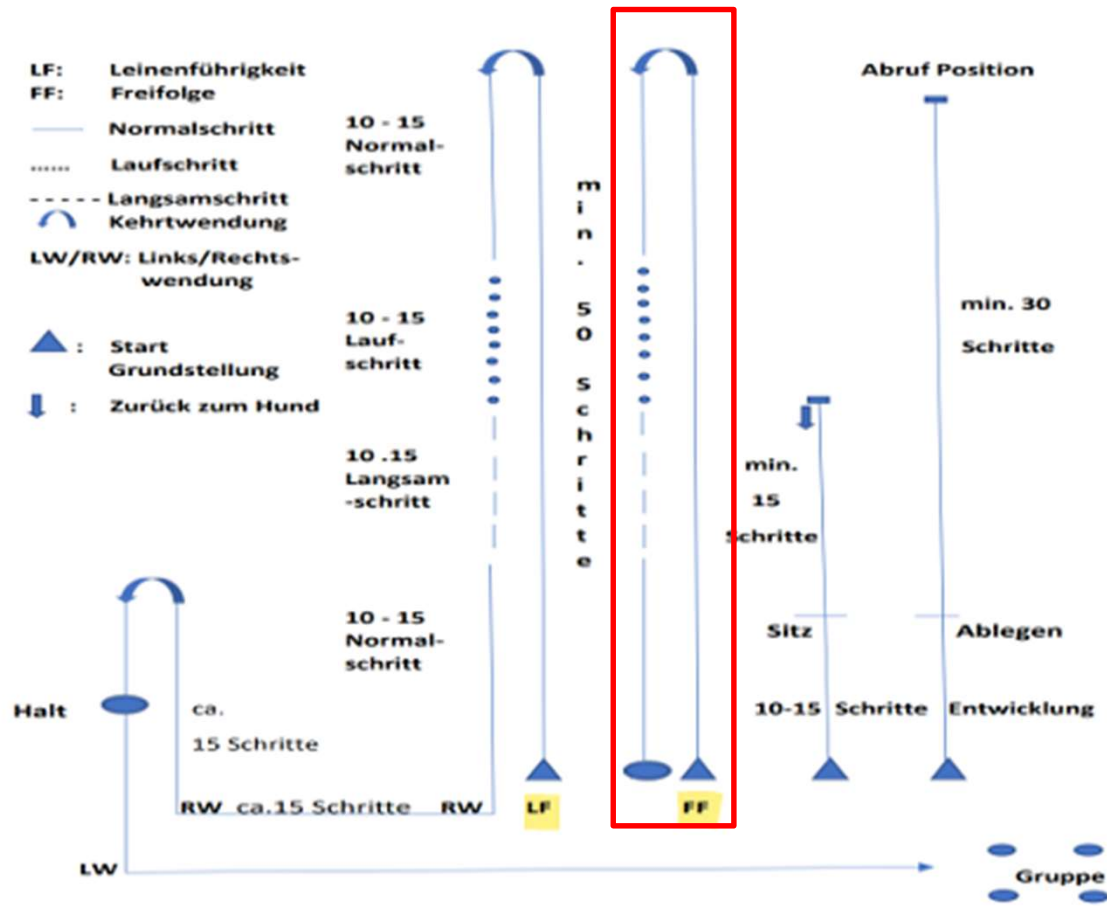 LF: Leinenführigkeit
FF: Freifolge
Normalschritt
...... Laufschritt
----- Langsamschritt
Kehrtwendung
LW/RW: Links/Rechts-
wendung
: Start
Grundstellung
: Zurück zum Hund
10 - 15
Normal-
schritt
10 - 15
Lauf-
schritt
10 .15
Langsam
-schritt
10 - 15
Normal-
schritt
min. 50 Schritte
Abruf Position
min. 30
Schritte
min.
15
Schritte
Sitz
Ablegen
10-15 Schritte Entwicklung
Halt
ca.
15 Schritte
RW ca.15 Schritte RW
LF
FF
LW
Gruppe